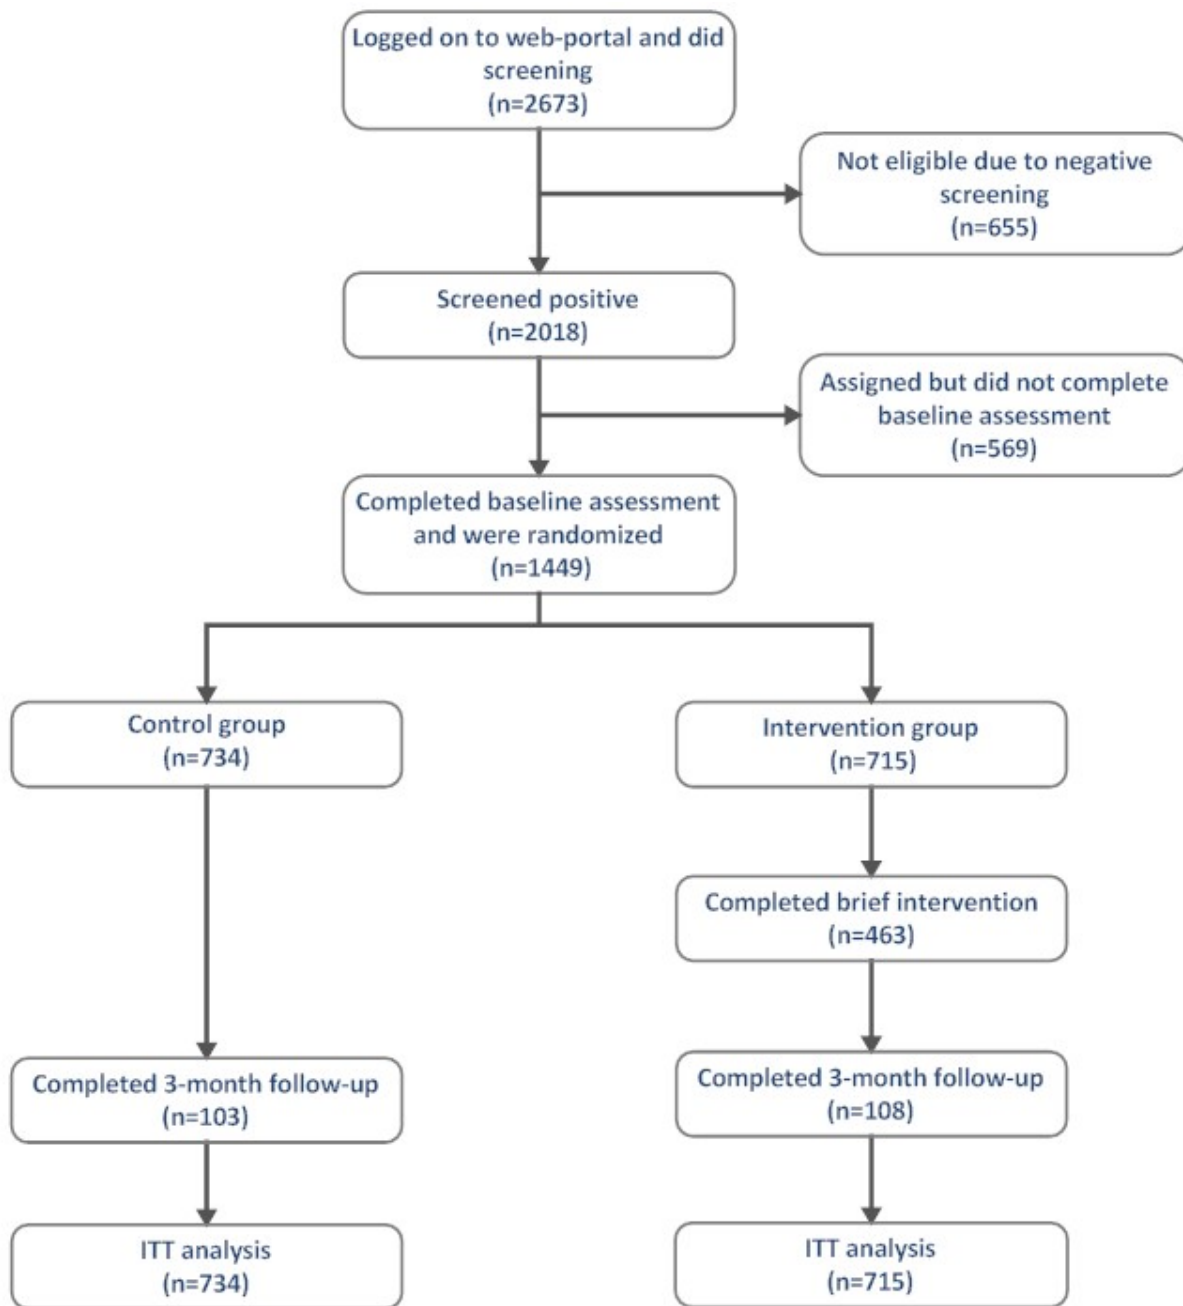 Logged on to web-portal and did
screening
(n=2673)
Not eligible due to negative
screening
(n=655)
Screened positive
(n=2018)
Assigned but did not complete
baseline assessment
(n=569)
Completed baseline assessment
and were randomized
(n=1449)
Control group
(n=734)
Intervention group
(n=715)
Completed brief intervention
(n=463)
Completed 3-month follow-up
(n=103)
Completed 3-month follow-up
(n=108)
ITT analysis
(n=734)
ITT analysis
(n=715)